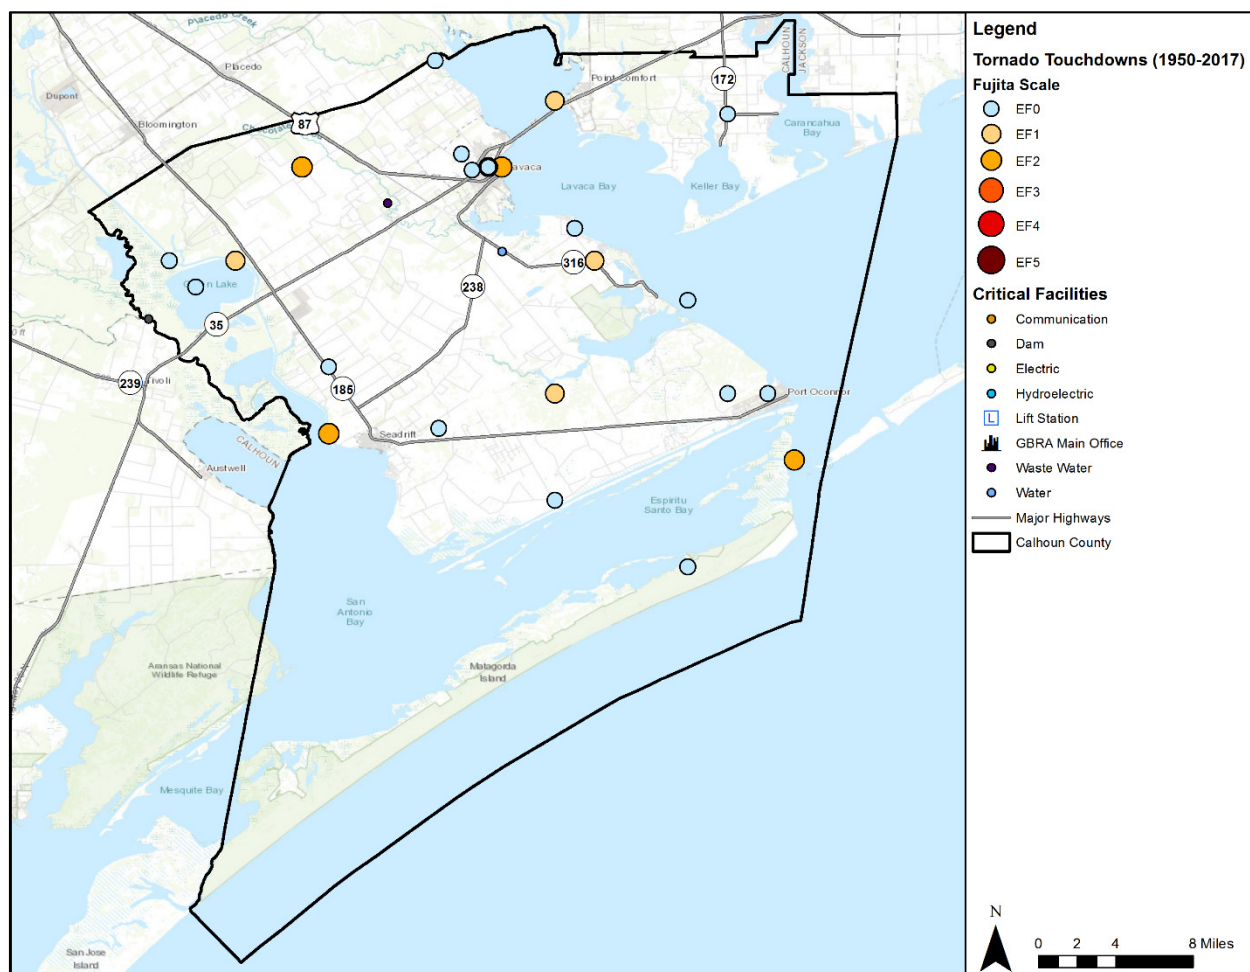 Placedo Creek
Placedo
CALHOUN
JACKSON
Point Comfort
172
Dupont
Bloomington
87
Carancahua
Bay
Lavaca Bay
Keller Bay
316
238
35
185
239
Tivoli
Port Oconnor
Seadrift
CALHOUN
Austwell
Espiritu
Santo Bay
San
Antonio
Bay
Aransas National
Wildlife Refuge
Matagorda
Island
Mesquite Bay
San Jose
Island
Legend
Tornado Touchdowns (1950-2017)
Fujita Scale
EF0
EF1
EF2
EF3
EF4
EF5
Critical Facilities
Communication
Dam
Electric
Hydroelectric
L Lift Station
GBRA Main Office
Waste Water
Water
Major Highways
Calhoun County
N
0 2 4 8 Miles